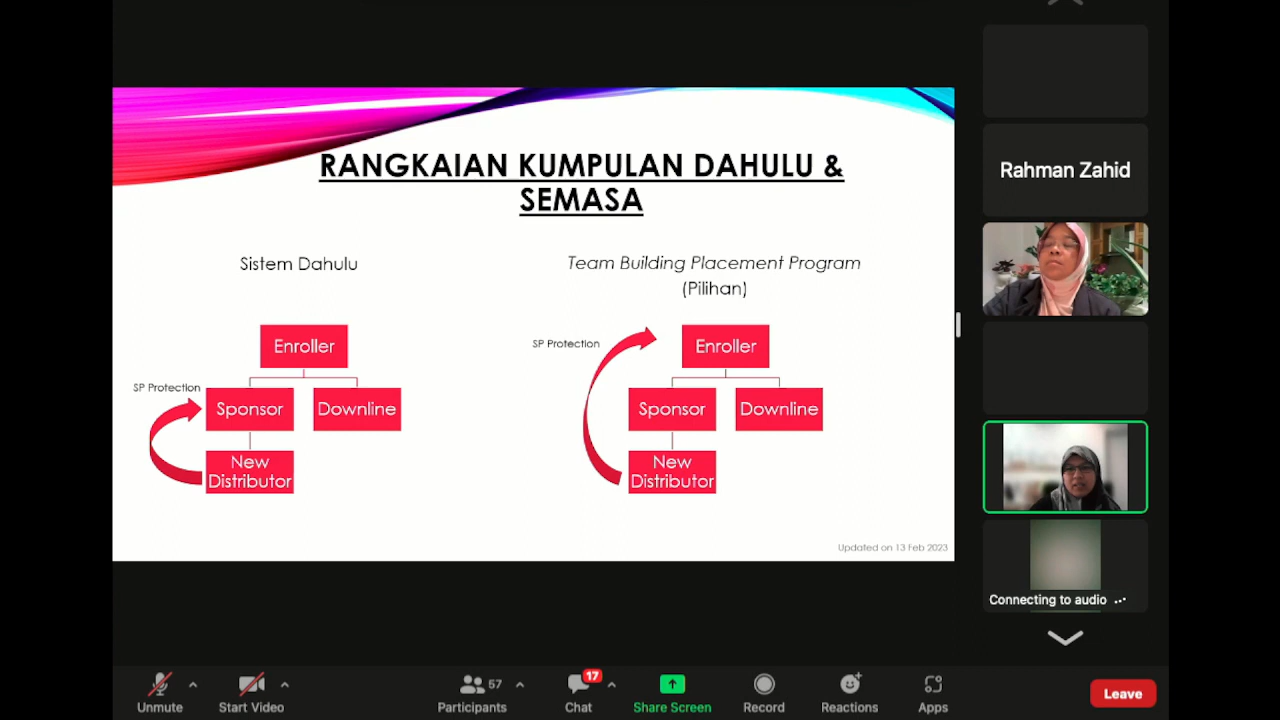 RANGKAIAN KUMPULAN DAHULU &
SEMASA
Sistem Dahulu
Enroller
SP Protection
Sponsor
Downline
New
Distributor
Team Building Placement Program
(Pilihan)
SP Protection
Enroller
Sponsor
Downline
New
Distributor
Updated on 13 Feb 2023
Rahman Zahid
Connecting to audio ...
Unmute
Start Video
57
Participants
17
Chat
Share Screen
Record
Reactions
Apps
Leave